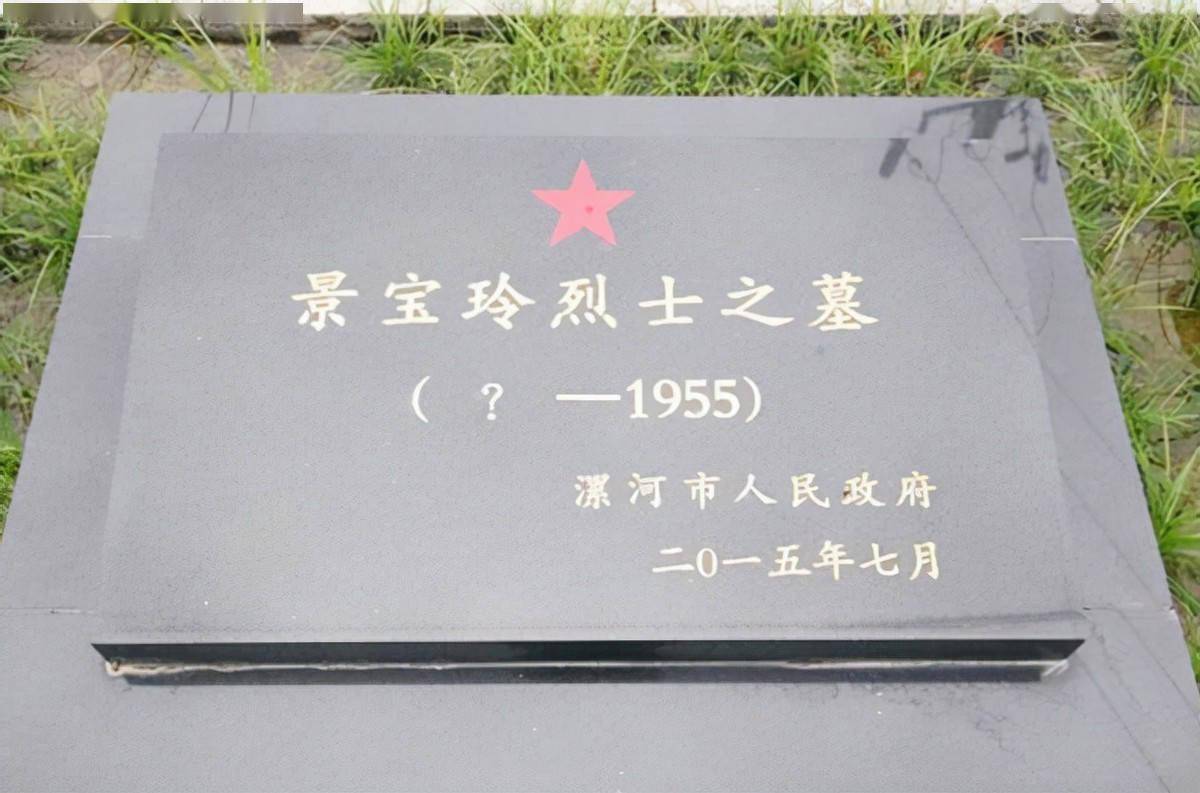 景宝玲烈士之墓
（ ？ —1955）
漯河市人民政府
二0一五年七月